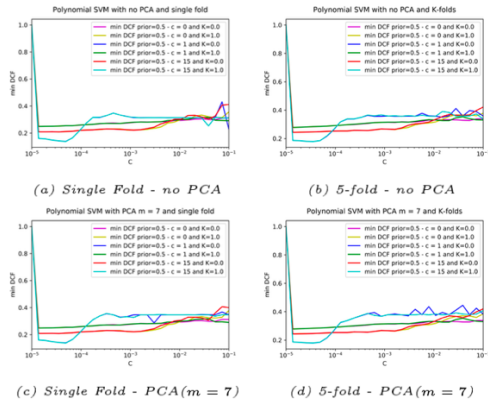 Polynomial SVM with no PCA and single fold
min DCF prior=0.5 - c = 0 and K=0.0
min DCF prior=0.5 - c = 0 and K=1.0
min DCF prior=0.5 - c = 1 and K=0.0
min DCF prior=0.5 - c = 1 and K=1.0
min DCF prior=0.5 - c = 15 and K=0.0
min DCF prior=0.5 - c = 15 and K=1.0
min DCF
1.0
0.8
0.6
0.4
0.2
10⁻⁵ 10⁻⁴ 10⁻³ 10⁻² 10⁻¹
C
(a) Single Fold - no PCA
Polynomial SVM with no PCA and K-folds
min DCF prior=0.5 - c = 0 and K=0.0
min DCF prior=0.5 - c = 0 and K=1.0
min DCF prior=0.5 - c = 1 and K=0.0
min DCF prior=0.5 - c = 1 and K=1.0
min DCF prior=0.5 - c = 15 and K=0.0
min DCF prior=0.5 - c = 15 and K=1.0
min DCF
1.0
0.8
0.6
0.4
0.2
10⁻⁵ 10⁻⁴ 10⁻³ 10⁻² 10⁻¹
C
(b) 5-fold - no PCA
Polynomial SVM with PCA m = 7 and single fold
min DCF prior=0.5 - c = 0 and K=0.0
min DCF prior=0.5 - c = 0 and K=1.0
min DCF prior=0.5 - c = 1 and K=0.0
min DCF prior=0.5 - c = 1 and K=1.0
min DCF prior=0.5 - c = 15 and K=0.0
min DCF prior=0.5 - c = 15 and K=1.0
min DCF
1.0
0.8
0.6
0.4
0.2
10⁻⁵ 10⁻⁴ 10⁻³ 10⁻² 10⁻¹
C
(c) Single Fold - PCA(m = 7)
Polynomial SVM with PCA m = 7 and K-folds
min DCF prior=0.5 - c = 0 and K=0.0
min DCF prior=0.5 - c = 0 and K=1.0
min DCF prior=0.5 - c = 1 and K=0.0
min DCF prior=0.5 - c = 1 and K=1.0
min DCF prior=0.5 - c = 15 and K=0.0
min DCF prior=0.5 - c = 15 and K=1.0
min DCF
1.0
0.8
0.6
0.4
0.2
10⁻⁵ 10⁻⁴ 10⁻³ 10⁻² 10⁻¹
C
(d) 5-fold - PCA(m = 7)